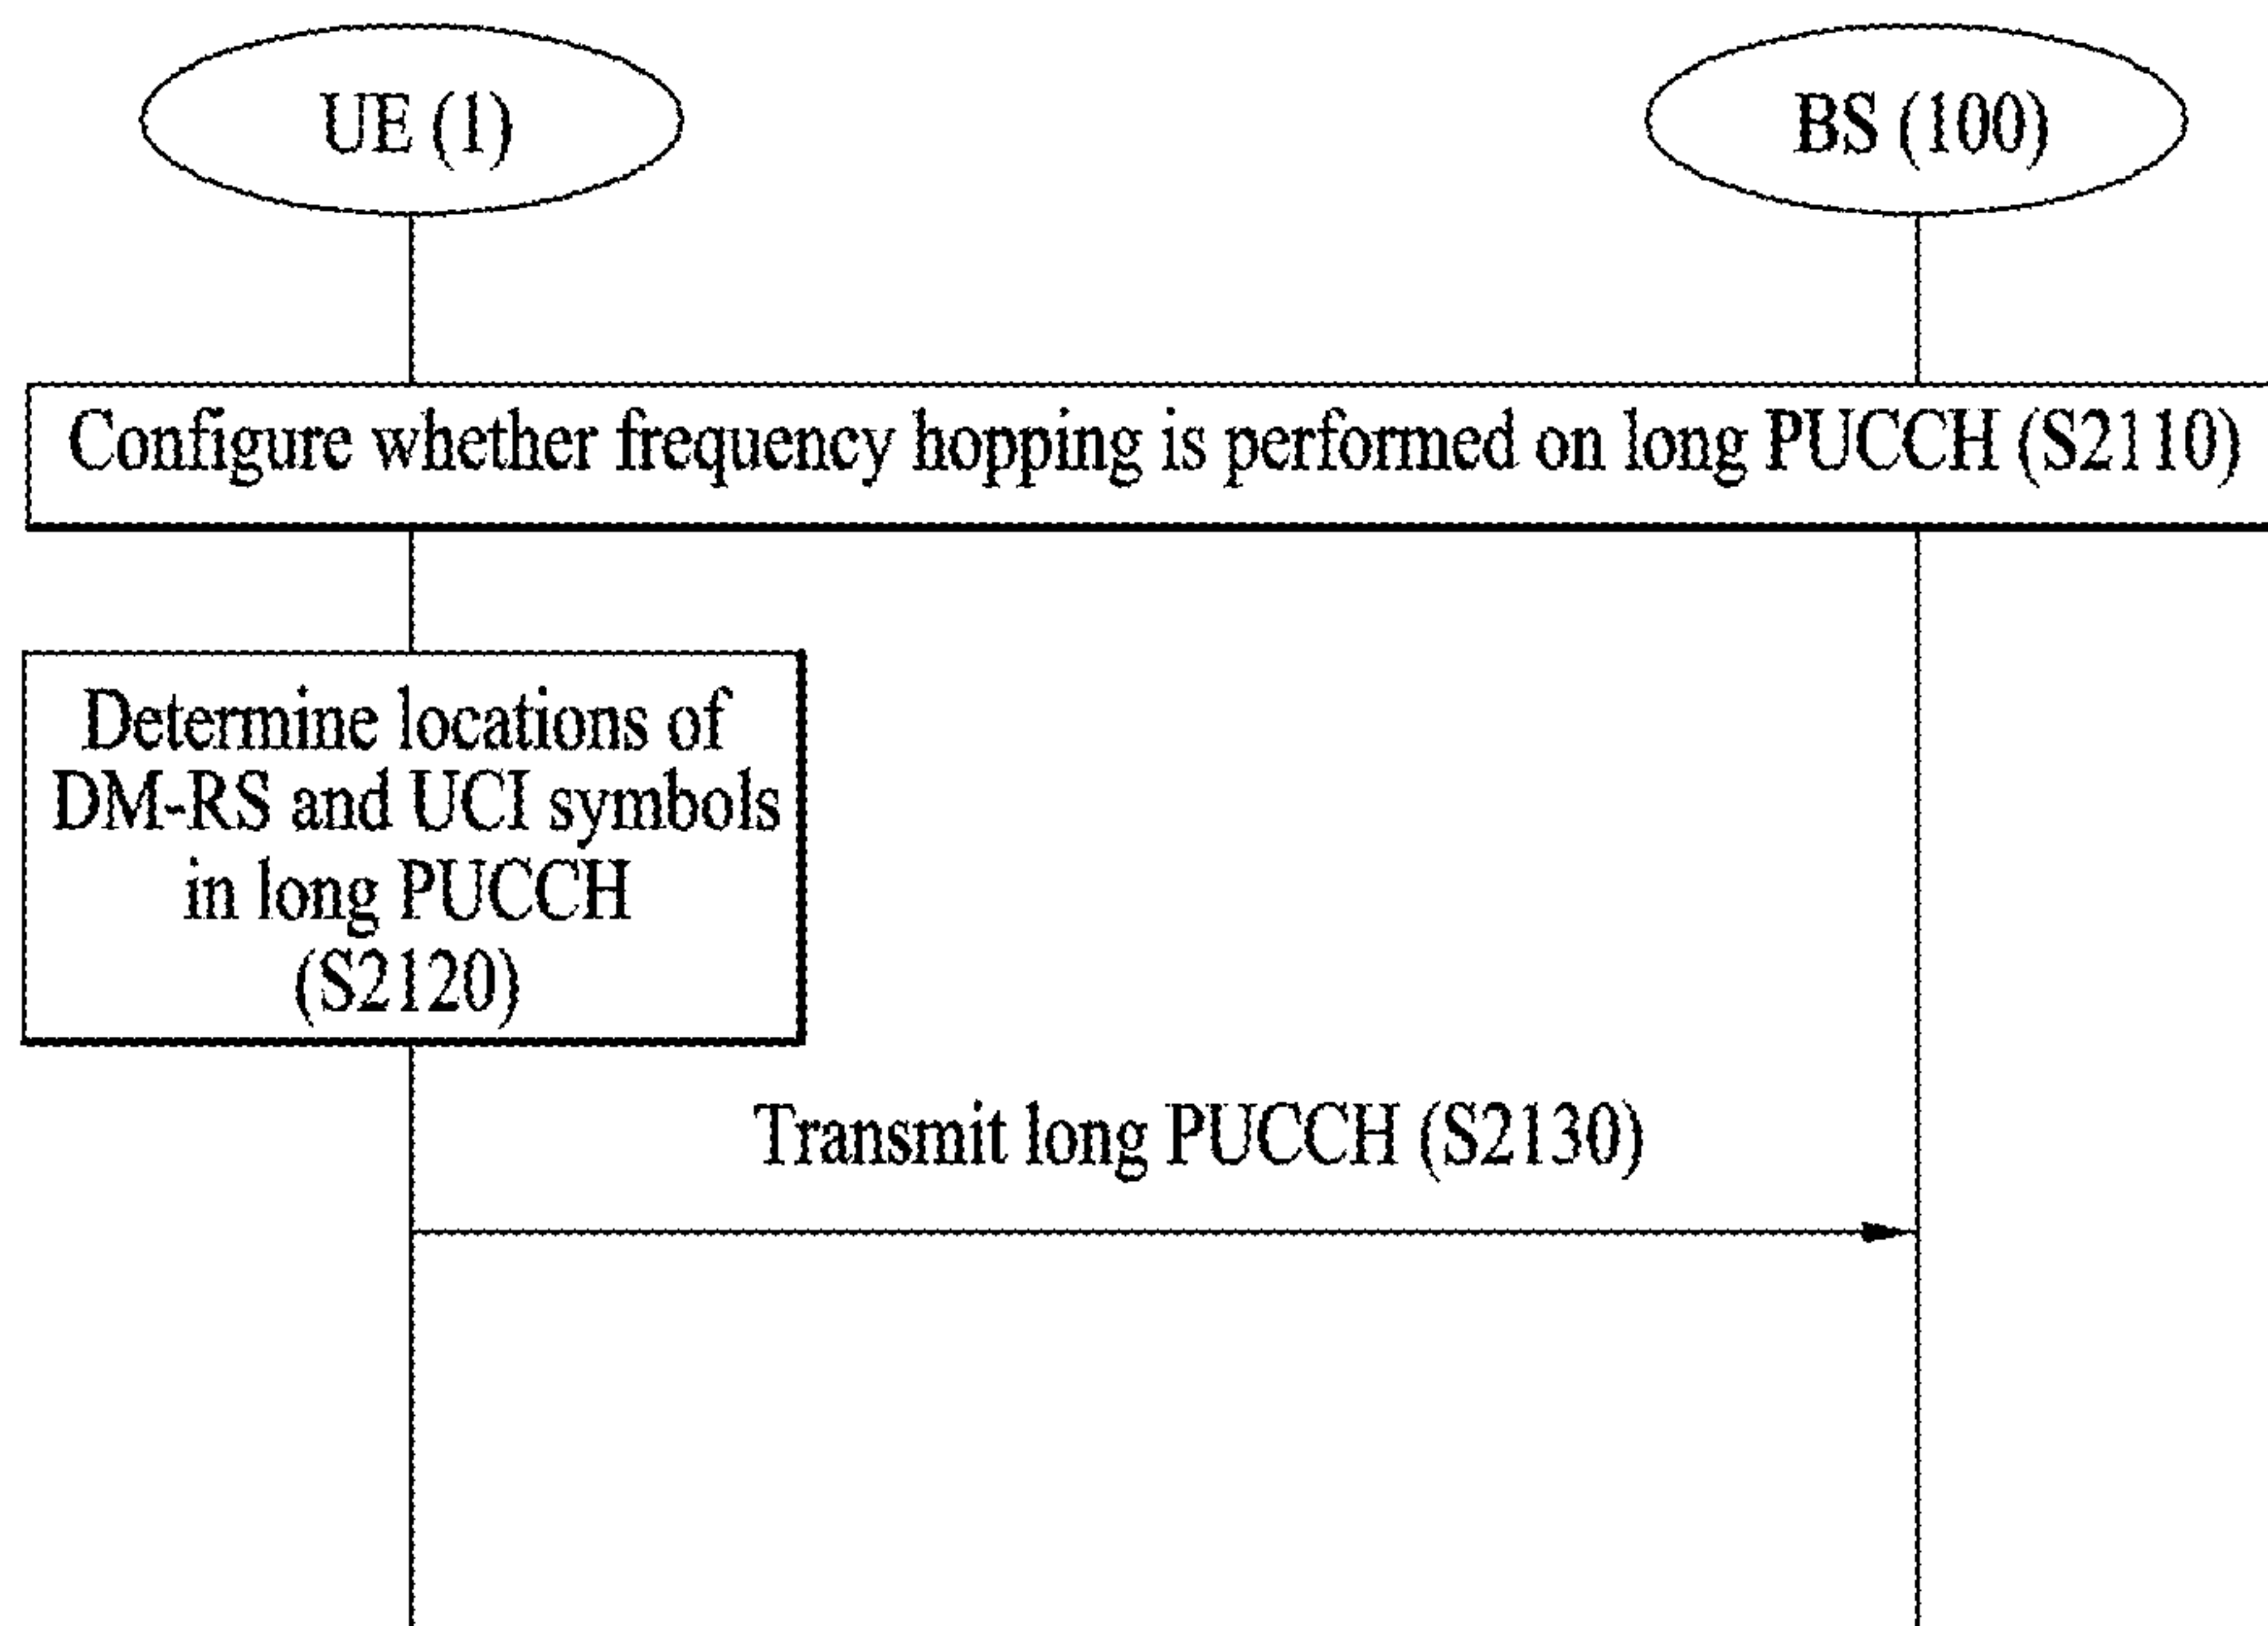 UE (1)
BS (100)
Configure whether frequency hopping is performed on long PUCCH (S2110)
Determine locations of
DM-RS and UCI symbols
in long PUCCH
(S2120)
Transmit long PUCCH (S2130)